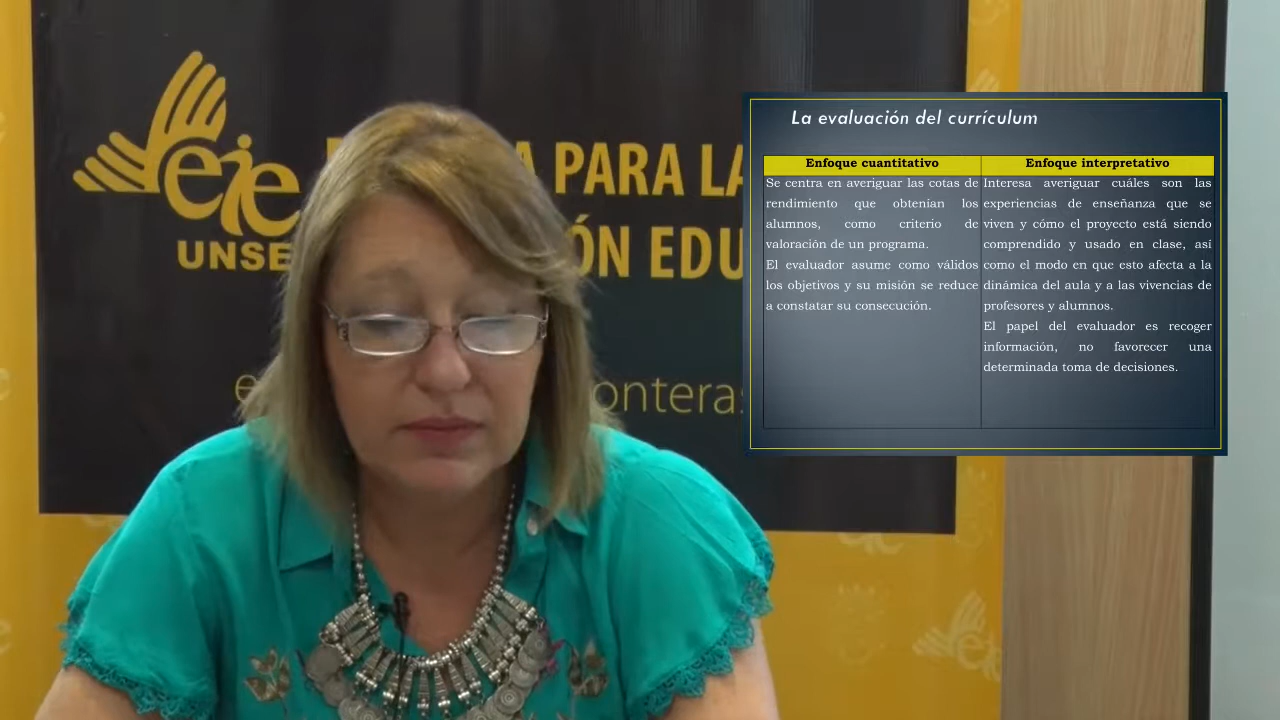 eie
UNSE
PARA LA
ÓN EDU
onteras
La evaluación del currículum
Enfoque cuantitativo
Se centra en averiguar las cotas de
rendimiento que obtenian los
alumnos, como criterio de
valoración de un programa.
El evaluador asume como válidos
los objetivos y su misión se reduce
a constatar su consecución.
Enfoque interpretativo
Interesa averiguar cuáles son las
experiencias de enseñanza que se
viven y cómo el proyecto está siendo
comprendido y usado en clase, así
como el modo en que esto afecta a la
dinámica del aula y a las vivencias de
profesores y alumnos.
El papel del evaluador es recoger
información, no favorecer una
determinada toma de decisiones.